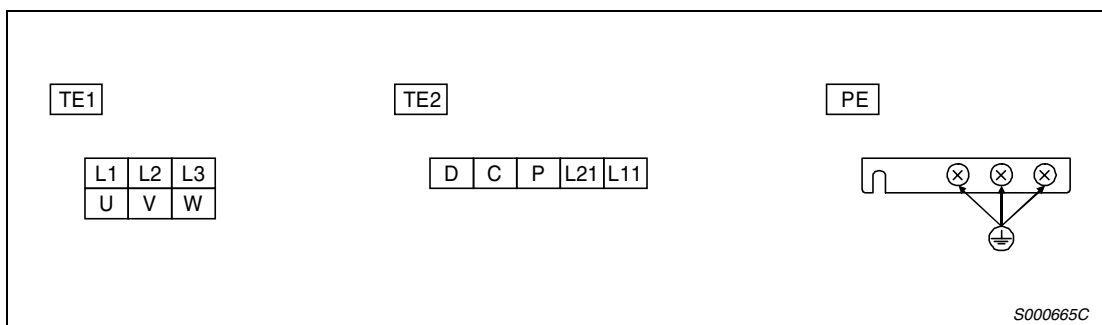 TE1 TE2 PE
L1 L2 L3 D C P L21 L11
U V W
S000665C